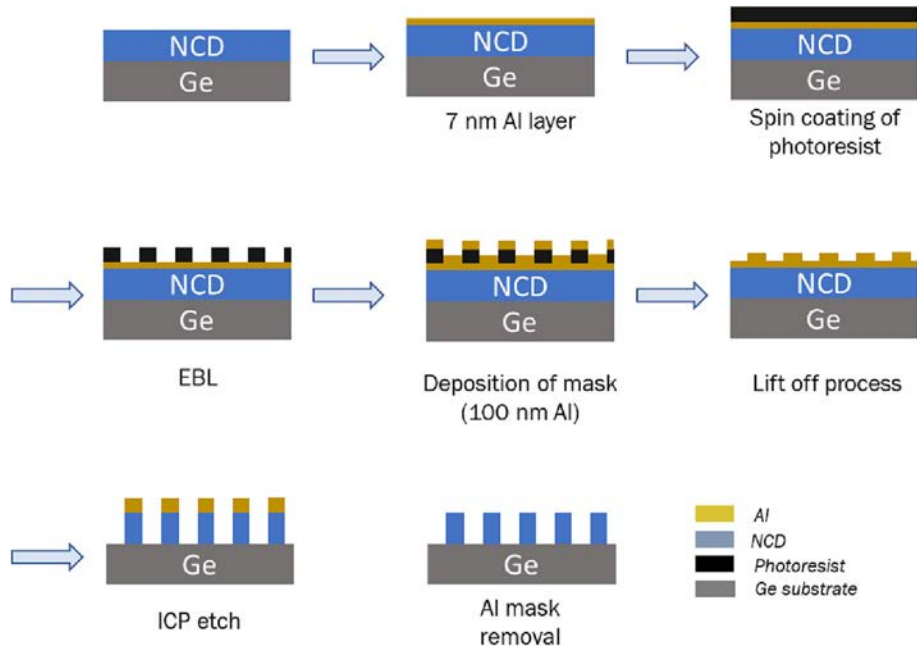 NCD
Ge
NCD
Ge
7 nm Al layer
NCD
Ge
Spin coating of
photoresist
NCD
Ge
EBL
NCD
Ge
Deposition of mask
(100 nm Al)
NCD
Ge
Lift off process
Ge
ICP etch
Ge
Al mask
removal
Al
NCD
Photoresist
Ge substrate